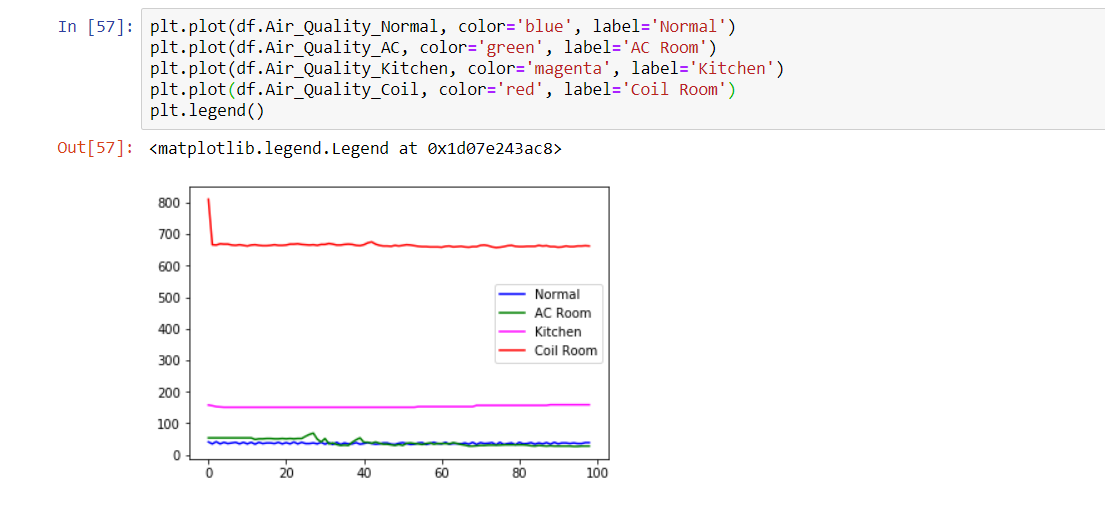 In [57]: plt.plot(df.Air_Quality_Normal, color='blue', label='Normal')
plt.plot(df.Air_Quality_AC, color='green', label='AC Room')
plt.plot(df.Air_Quality_Kitchen, color='magenta', label='Kitchen')
plt.plot(df.Air_Quality_Coil, color='red', label='Coil Room')
plt.legend()
Out[57]: <matplotlib.legend.Legend at 0x1d07e243ac8>
800
700
600
500
400
300
200
100
0
Normal
AC Room
Kitchen
Coil Room
0 20 40 60 80 100